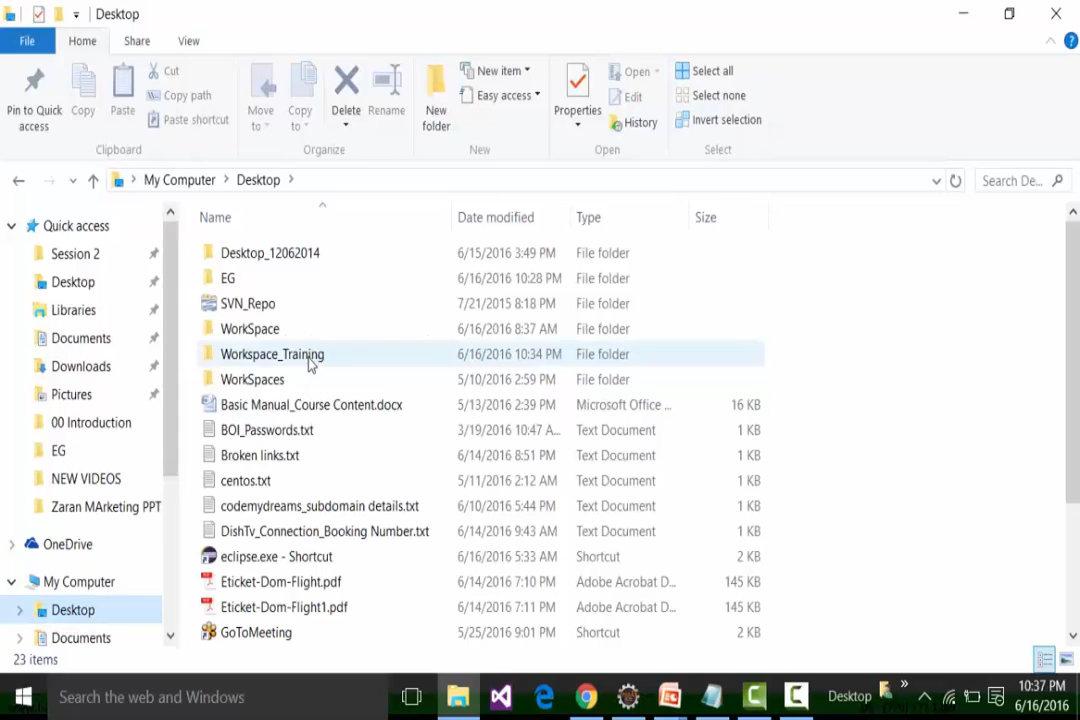 Desktop
File Home Share View
Pin to Quick access
Copy
Paste
Cut
Copy path
Paste shortcut
Clipboard
Move to
Copy to
Delete
Rename
Organize
New folder
New item
Easy access
New
Properties
Open
Edit
History
Open
Select all
Select none
Invert selection
Select
My Computer Desktop
Search De...
Quick access
Session 2
Desktop
Libraries
Documents
Downloads
Pictures
00 Introduction
EG
NEW VIDEOS
Zaran MArketing PPT
OneDrive
My Computer
Desktop
Documents
Name Date modified Type Size
Desktop_12062014 6/15/2016 3:49 PM File folder
EG 6/16/2016 10:28 PM File folder
SVN_Repo 7/21/2015 8:18 PM File folder
WorkSpace 6/16/2016 8:37 AM File folder
Workspace_Training 6/16/2016 10:34 PM File folder
WorkSpaces 5/10/2016 2:59 PM File folder
Basic Manual_Course Content.docx 5/13/2016 2:39 PM Microsoft Office ... 16 KB
BOI_Passwords.txt 3/19/2016 10:47 A... Text Document 1 KB
Broken links.txt 6/14/2016 8:51 PM Text Document 1 KB
centos.txt 5/11/2016 2:12 AM Text Document 1 KB
codemydreams_subdomain details.txt 6/10/2016 5:44 PM Text Document 1 KB
DishTv_Connection_Booking Number.txt 6/14/2016 9:43 AM Text Document 1 KB
eclipse.exe - Shortcut 6/16/2016 5:33 AM Shortcut 2 KB
Eticket-Dom-Flight.pdf 6/14/2016 7:10 PM Adobe Acrobat D... 145 KB
Eticket-Dom-Flight1.pdf 6/14/2016 7:11 PM Adobe Acrobat D... 145 KB
GoToMeeting 5/25/2016 9:01 PM Shortcut 2 KB
23 items
Search the web and Windows
Desktop
10:37 PM
6/16/2016